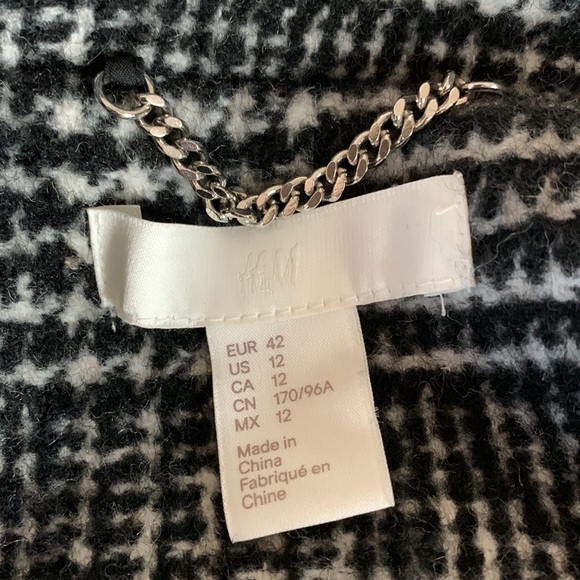 H&M
EUR 42
US 12
CA 12
CN 170/96A
MX 12
Made in
China
Fabriqué en
Chine